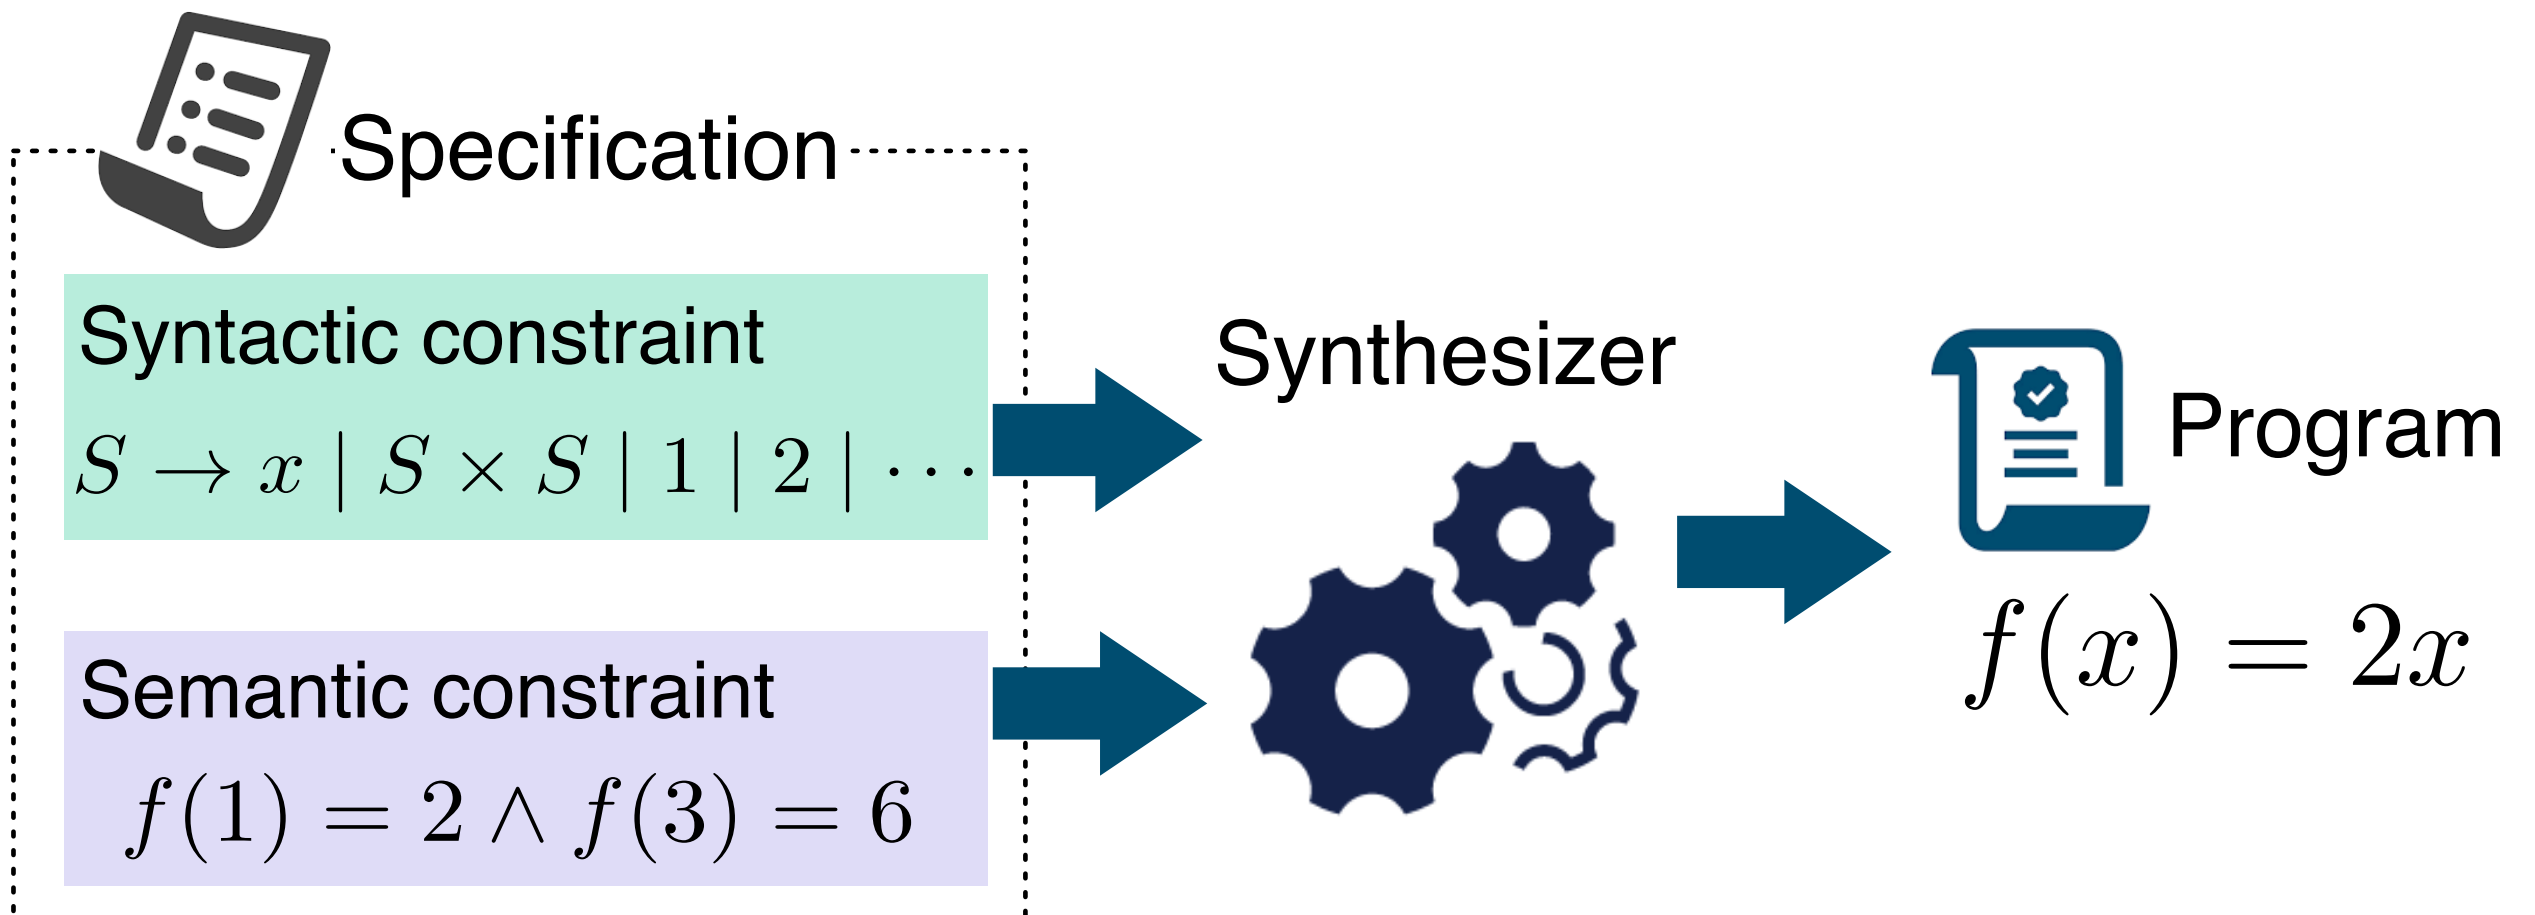 Specification
Syntactic constraint
S → x | S × S | 1 | 2 | ⋯
Semantic constraint
f(1) = 2 ∧ f(3) = 6
Synthesizer
Program
f(x) = 2x